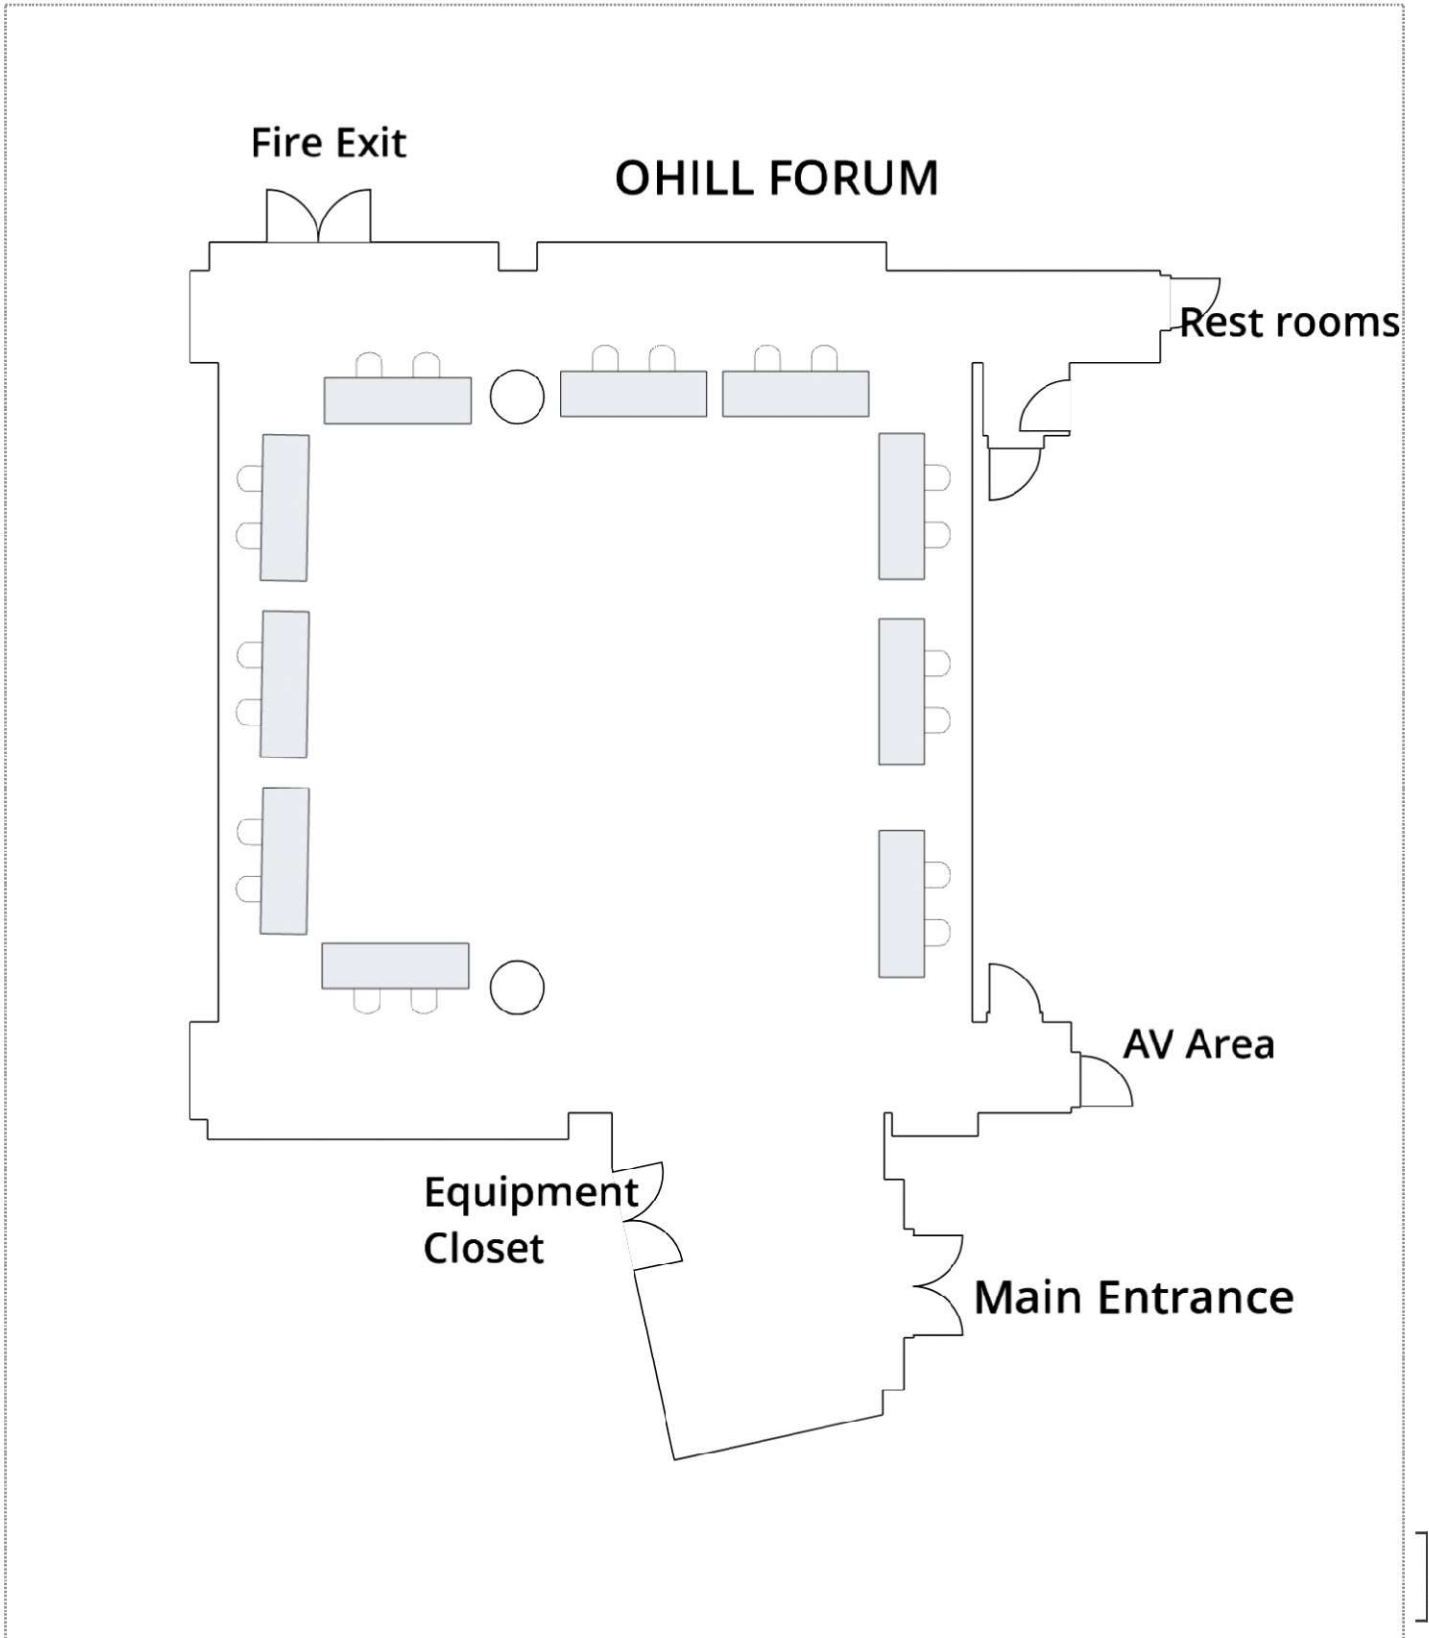 Fire Exit
OHILL FORUM
Rest rooms
AV Area
Equipment
Closet
Main Entrance